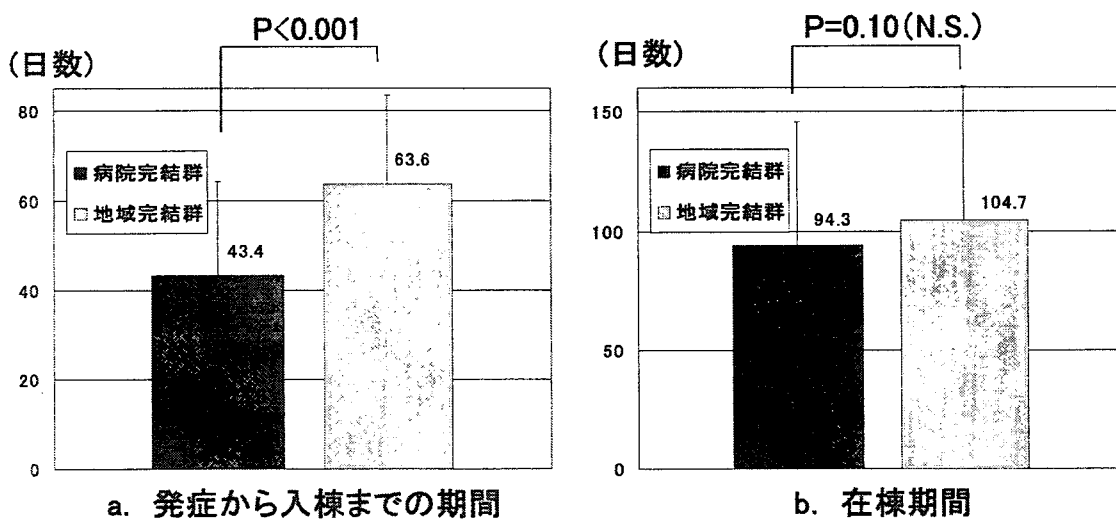 P<0.001
(日数)
80
60
40
20
0
■病院完結群
□地域完結群
43.4
63.6
a. 発症から入棟までの期間
P=0.10(N.S.)
(日数)
150
100
50
0
■病院完結群
□地域完結群
94.3
104.7
b. 在棟期間